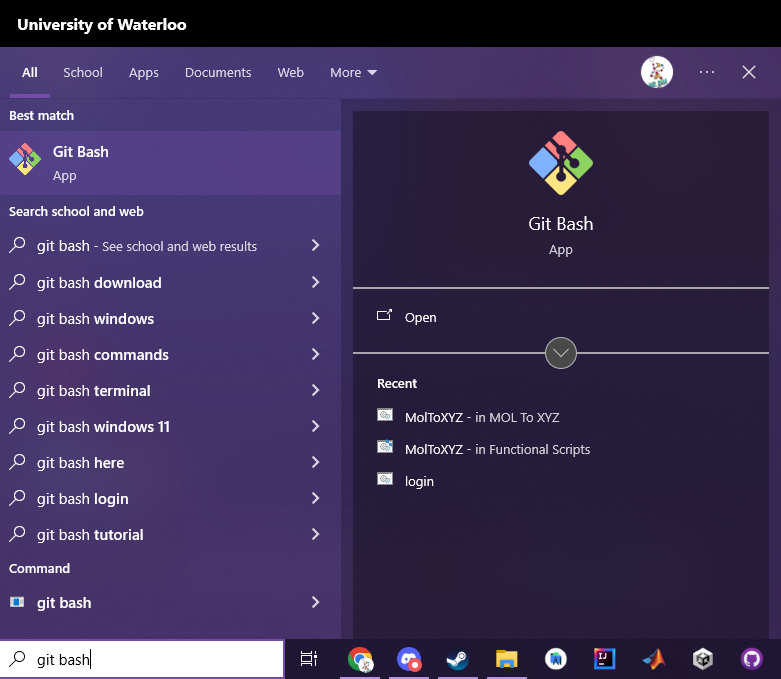 University of Waterloo
All School Apps Documents Web More
Best match
Git Bash
App
Search school and web
git bash - See school and web results
git bash download
git bash windows
git bash commands
git bash terminal
git bash windows 11
git bash here
git bash login
git bash tutorial
Command
git bash
git bash
Git Bash
App
Open
Recent
MolToXYZ - in MOL To XYZ
MolToXYZ - in Functional Scripts
login
IJ